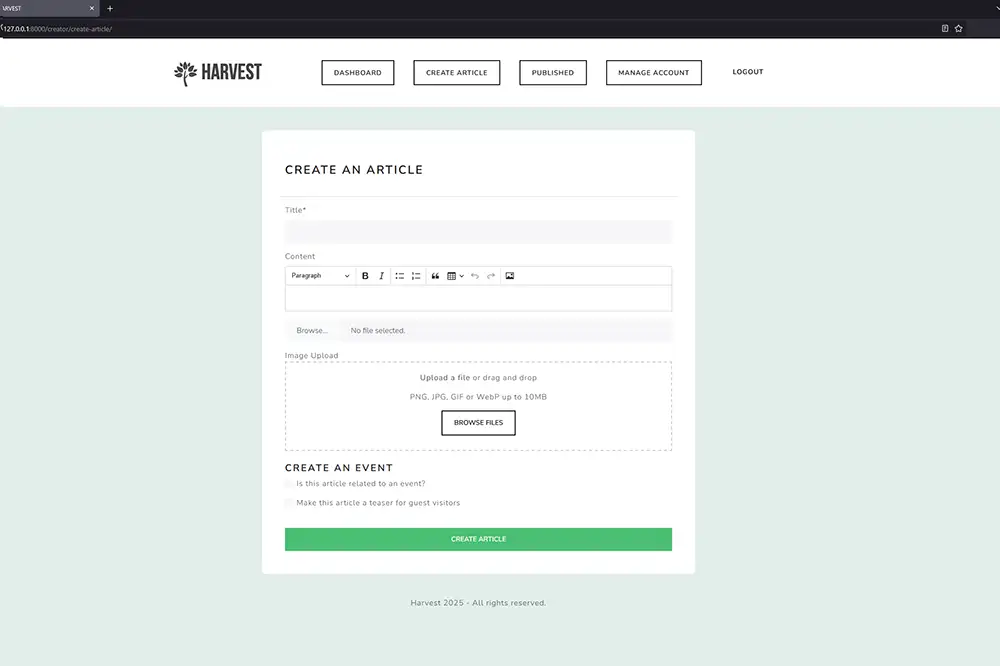 ARVEST
127.0.0.1:8000/creator/create-article/
HARVEST
DASHBOARD
CREATE ARTICLE
PUBLISHED
MANAGE ACCOUNT
LOGOUT
CREATE AN ARTICLE
Title*
Content
Paragraph
Browse... No file selected.
Image Upload
Upload a file or drag and drop
PNG, JPG, GIF or WebP up to 10MB
BROWSE FILES
CREATE AN EVENT
Is this article related to an event?
Make this article a teaser for guest visitors
CREATE ARTICLE
Harvest 2025 - All rights reserved.